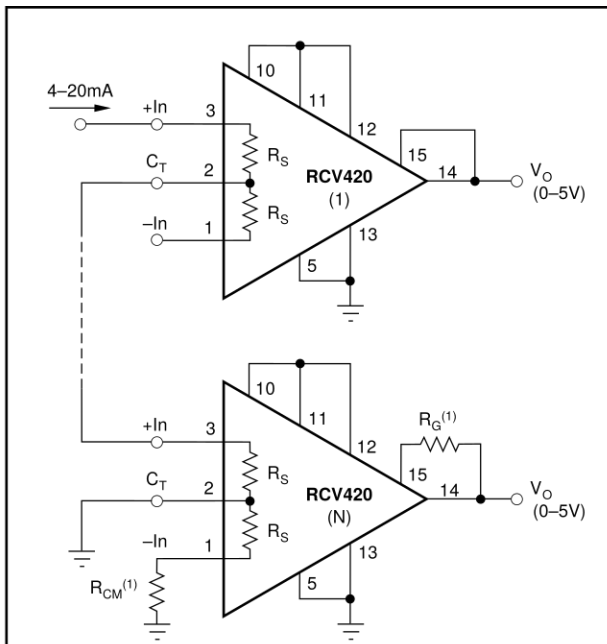 4–20mA
+In
3
C_T
2
–In
1
R_S
R_S
10
11
12
RCV420
(1)
15
14
13
5
V_O
(0–5V)
+In
3
C_T
2
–In
1
R_CM^(1)
R_S
R_S
10
11
12
RCV420
(N)
R_G^(1)
15
14
13
5
V_O
(0–5V)